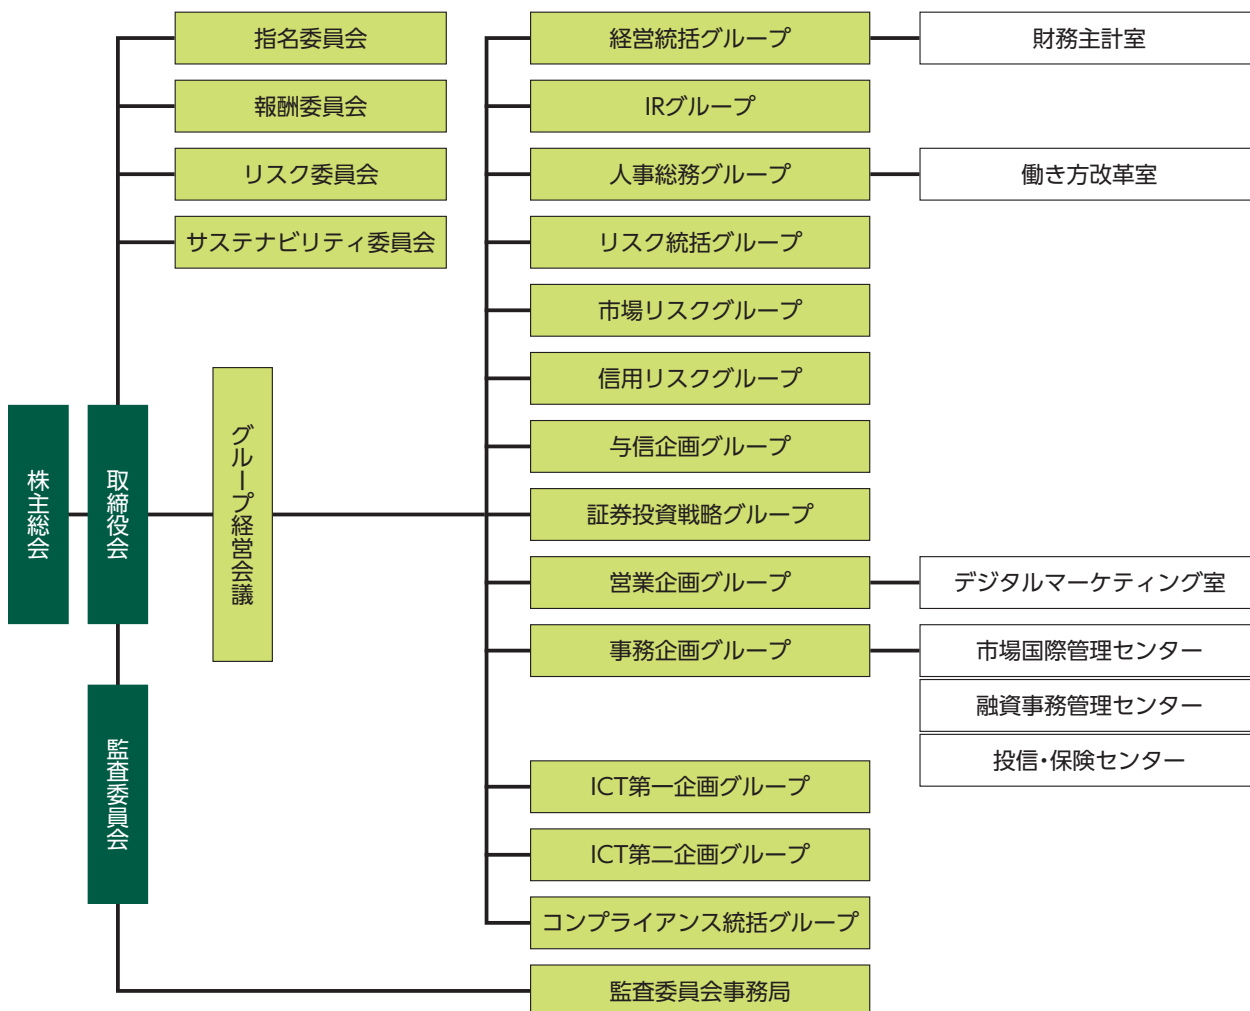 指名委員会
報酬委員会
リスク委員会
サステナビリティ委員会
株主総会
取締役会
監査委員会
グループ経営会議
経営統括グループ
財務主計室
IRグループ
人事総務グループ
働き方改革室
リスク統括グループ
市場リスクグループ
信用リスクグループ
与信企画グループ
証券投資戦略グループ
営業企画グループ
デジタルマーケティング室
事務企画グループ
市場国際管理センター
融資事務管理センター
投信・保険センター
ICT第一企画グループ
ICT第二企画グループ
コンプライアンス統括グループ
監査委員会事務局